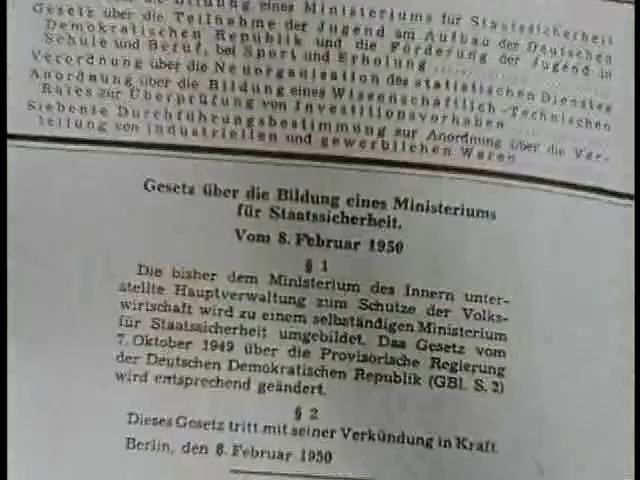 die Bildung eines Ministeriums für Staatssicherheit
Gesetz über die Teilnahme der Jugend am Aufbau der Deutschen
Demokratischen Republik und die Förderung der Jugend in
Schule und Beruf, bei Sport und Erholung
Verordnung über die Neuorganisation des statistischen Dienstes
Anordnung über die Bildung eines Wissenschaftlich-Technischen
Rates zur Überprüfung von Investitionsvorhaben
Siebente Durchführungsbestimmung zur Anordnung über die Ver-
teilung von industriellen und gewerblichen Waren
Gesetz über die Bildung eines Ministeriums
für Staatssicherheit.
Vom 8. Februar 1950
§ 1
Die bisher dem Ministerium des Innern unter-
stellte Hauptverwaltung zum Schutze der Volks-
wirtschaft wird zu einem selbständigen Ministerium
für Staatssicherheit umgebildet. Das Gesetz vom
7. Oktober 1949 über die Provisorische Regierung
der Deutschen Demokratischen Republik (GBl. S. 2)
wird entsprechend geändert.
§ 2
Dieses Gesetz tritt mit seiner Verkündung in Kraft.
Berlin, den 8. Februar 1950